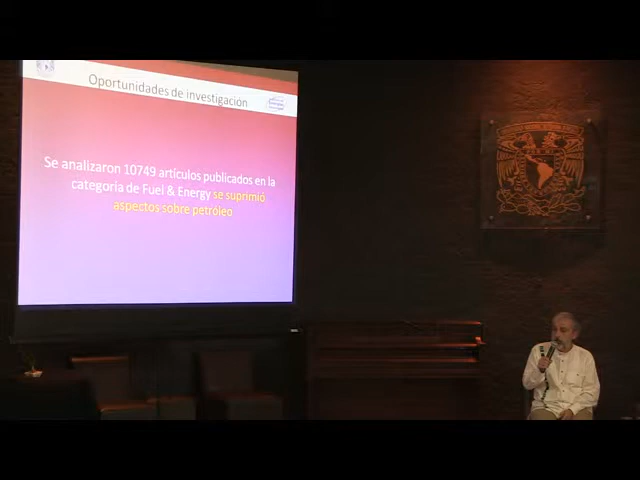 Oportunidades de investigación
Se analizaron 10749 artículos publicados en la
categoría de Fuel & Energy se suprimió
aspectos sobre petróleo